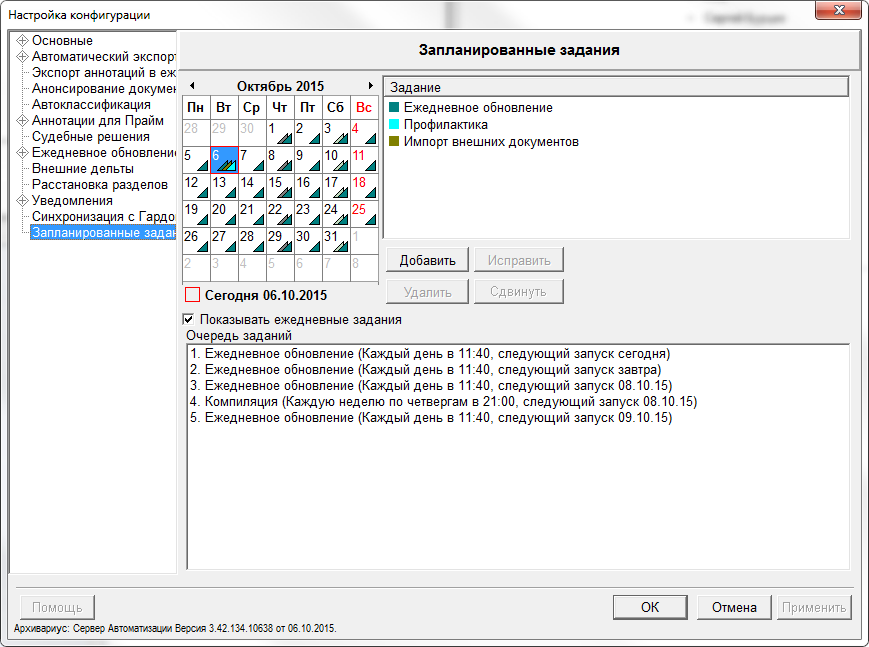 Настройка конфигурации
Основные
Автоматический экспорт
Экспорт аннотаций в еж
Анонсирование докумен
Автоклассификация
Аннотации для Прайм
Судебные решения
Ежедневное обновление
Внешние дельты
Расстановка разделов
Уведомления
Синхронизация с Гардо
Запланированные задан
Запланированные задания
Октябрь 2015
Пн Вт Ср Чт Пт Сб Вс
28 29 30 1 2 3 4
5 6 7 8 9 10 11
12 13 14 15 16 17 18
19 20 21 22 23 24 25
26 27 28 29 30 31 1
2 3 4 5 6 7 8
Сегодня 06.10.2015
Задание
Ежедневное обновление
Профилактика
Импорт внешних документов
Добавить Исправить
Удалить Сдвинуть
Показывать ежедневные задания
Очередь заданий
1. Ежедневное обновление (Каждый день в 11:40, следующий запуск сегодня)
2. Ежедневное обновление (Каждый день в 11:40, следующий запуск завтра)
3. Ежедневное обновление (Каждый день в 11:40, следующий запуск 08.10.15)
4. Компиляция (Каждую неделю по четвергам в 21:00, следующий запуск 08.10.15)
5. Ежедневное обновление (Каждый день в 11:40, следующий запуск 09.10.15)
Помощь ОК Отмена Применить
Архивариус: Сервер Автоматизации Версия 3.42.134.10638 от 06.10.2015.